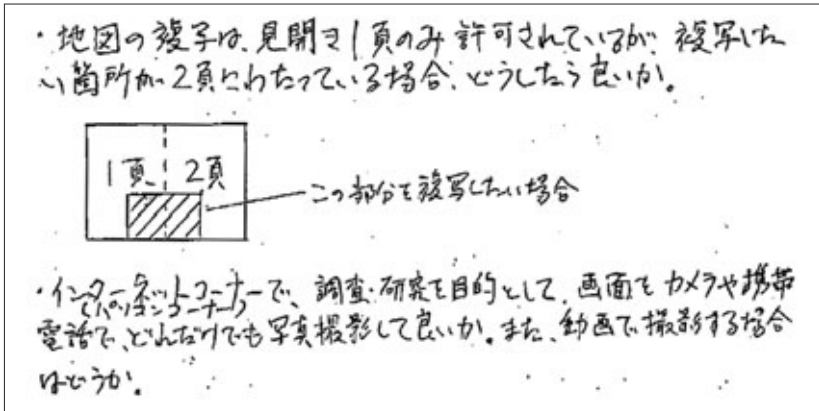 ・地図の複写は、見開き1頁のみ許可されているが、複写した
い箇所が2頁にわたっている場合、どうしたら良いか。
1頁 2頁
この部分を複写したい場合
・インターネットコーナーで、調査・研究を目的として、画面をカメラや携帯
(パソコンコーナー)
電話で、どれだけでも写真撮影して良いか。また、動画で撮影する場合
はどうか。